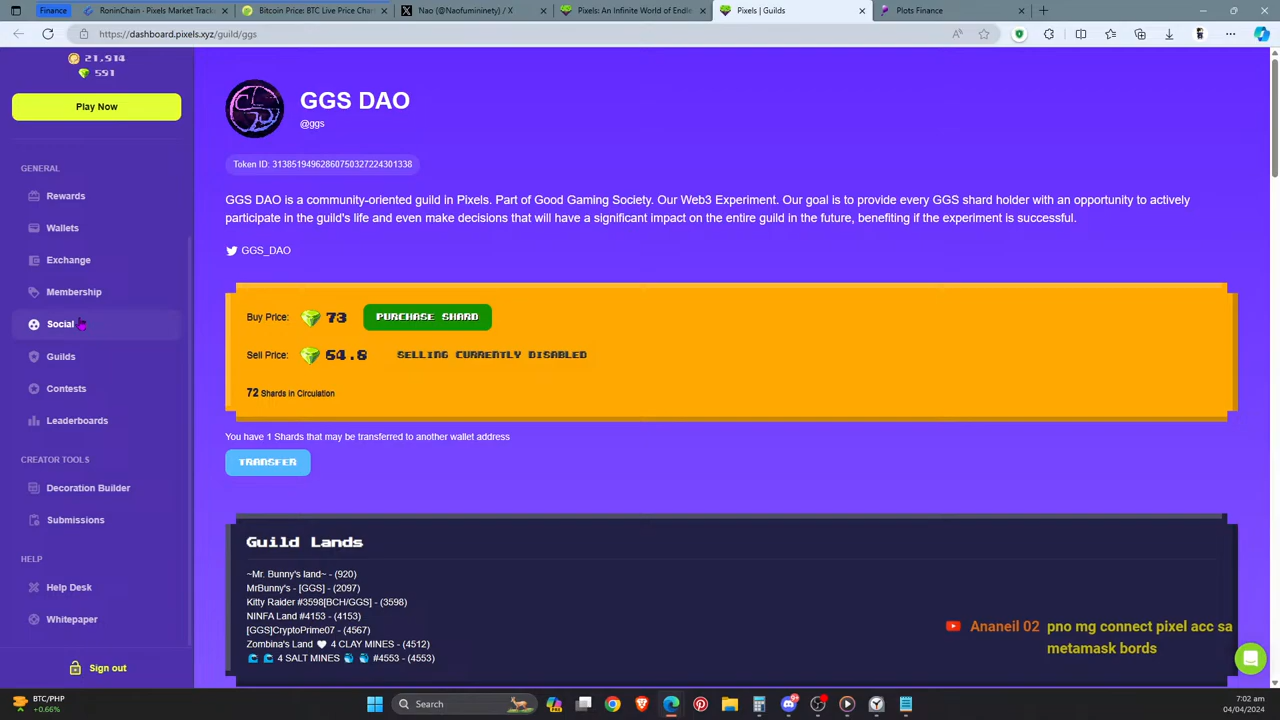 Finance
RoninChain - Pixels Market Track
Bitcoin Price: BTC Live Price Char
Nao (@Naofumininety) / X
Pixels: An Infinite World of Endle
Pixels | Guilds
Plots Finance
https://dashboard.pixels.xyz/guild/ggs
21,914
591
Play Now
GENERAL
Rewards
Wallets
Exchange
Membership
Social
Guilds
Contests
Leaderboards
CREATOR TOOLS
Decoration Builder
Submissions
HELP
Help Desk
Whitepaper
Sign out
GGS DAO
@ggs
Token ID: 31385194962860750327224301338
GGS DAO is a community-oriented guild in Pixels. Part of Good Gaming Society. Our Web3 Experiment. Our goal is to provide every GGS shard holder with an opportunity to actively
participate in the guild's life and even make decisions that will have a significant impact on the entire guild in the future, benefiting if the experiment is successful.
GGS_DAO
Buy Price: 73 PURCHASE SHARD
Sell Price: 64.8 SELLING CURRENTLY DISABLED
72 Shards in Circulation
You have 1 Shards that may be transferred to another wallet address
TRANSFER
Guild Lands
~Mr. Bunny's land~ - (920)
MrBunny's - [GGS] - (2097)
Kitty Raider #3598[BCH/GGS] - (3598)
NINFA Land #4153 - (4153)
[GGS]CryptoPrime07 - (4567)
Zombina's Land 🤍 4 CLAY MINES - (4512)
4 SALT MINES #4553 - (4553)
Ananeil 02 pno mg connect pixel acc sa
metamask bords
BTC/PHP
+0.66%
Search
7:02 am
04/04/2024